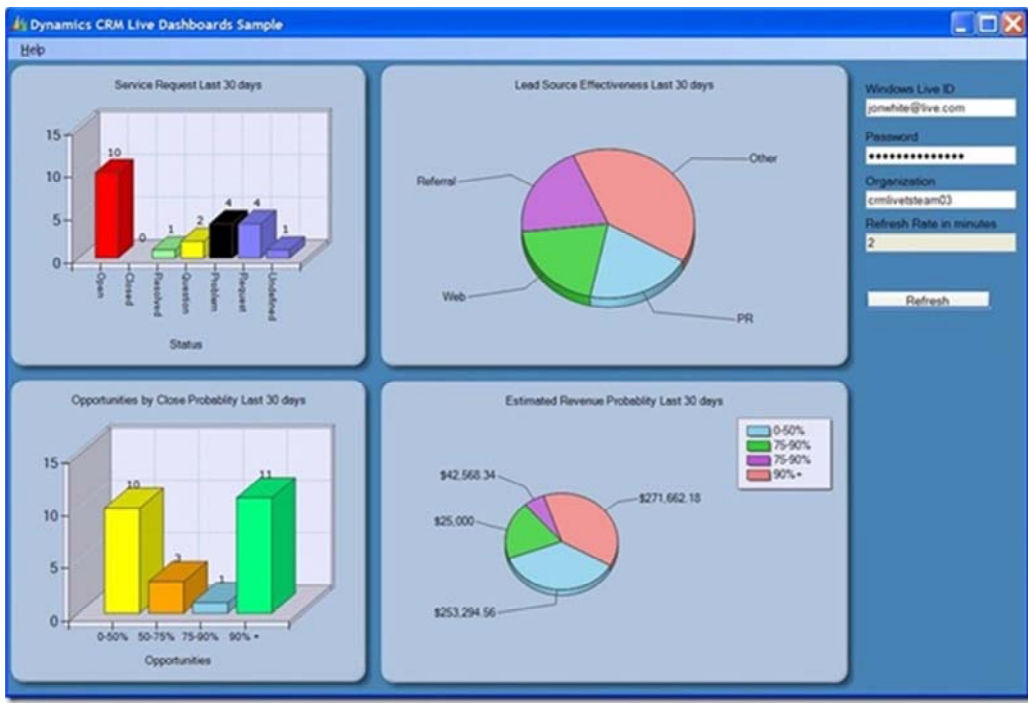 Dynamics CRM Live Dashboards Sample
Help
Service Request Last 30 days
15
10
5
0
10
0
1
2
4
4
1
Open
Closed
Resolved
Question
Problem
Request
Undefined
Status
Lead Source Effectiveness Last 30 days
Other
Referral
Web
PR
Windows Live ID
jonwhite@live.com
Password
Organization
crmlivetsteam03
Refresh Rate in minutes
2
Refresh
Opportunities by Close Probablity Last 30 days
15
10
5
0
10
3
1
11
0-50%
50-75%
75-90%
90% +
Opportunities
Estimated Revenue Probablity Last 30 days
0-50%
75-90%
75-90%
90% +
$42,568.34
$271,662.18
$25,000
$253,294.56